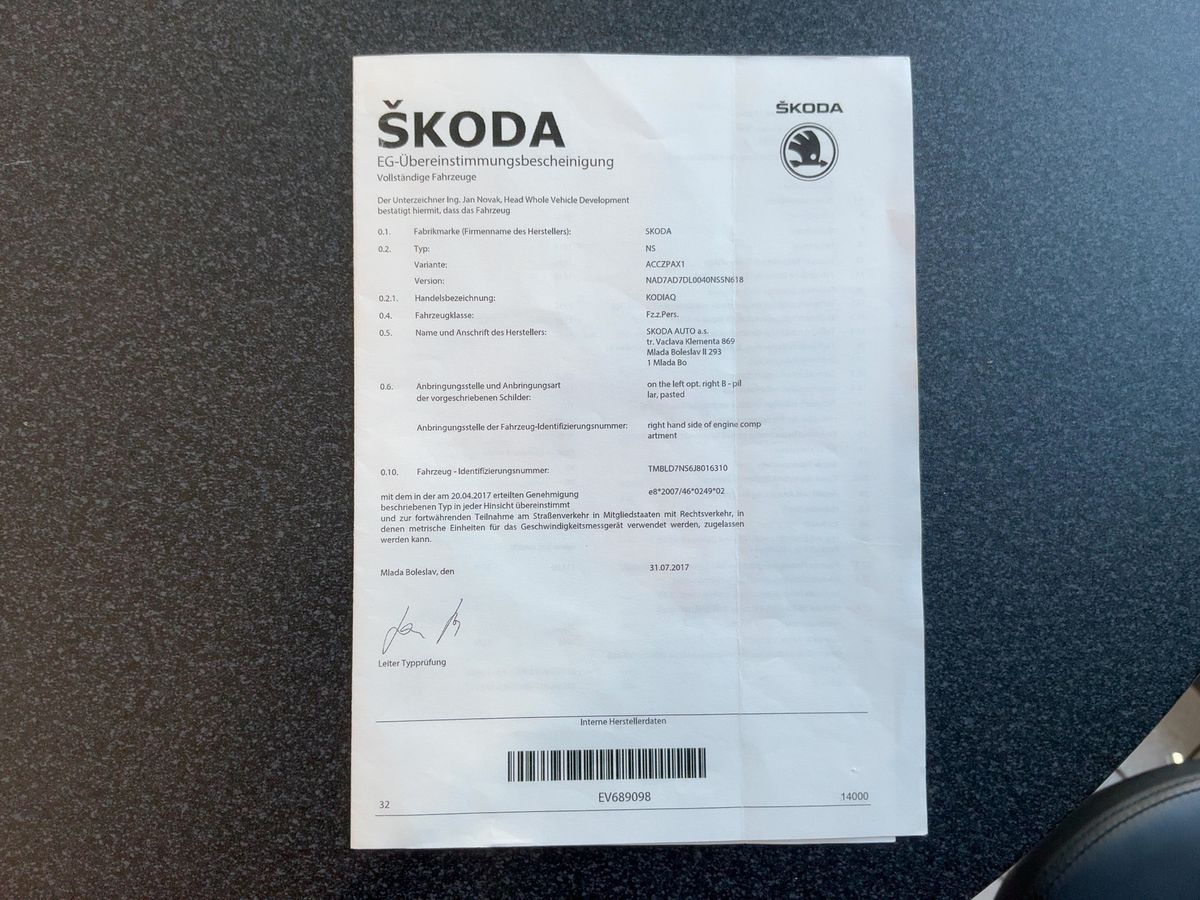 ŠKODA
ŠKODA
EG-Übereinstimmungsbescheinigung
Vollständige Fahrzeuge
Der Unterzeichner Ing. Jan Novak, Head Whole Vehicle Development
bestätigt hiermit, dass das Fahrzeug
0.1. Fabrikmarke (Firmenname des Herstellers): SKODA
0.2. Typ: NS
Variante: ACCZPAX1
Version: NAD7AD7DL0040NSSN618
0.2.1. Handelsbezeichnung: KODIAQ
0.4. Fahrzeugklasse: Fz.z.Pers.
0.5. Name und Anschrift des Herstellers: SKODA AUTO a.s.
tr. Vaclava Klementa 869
Mlada Boleslav II 293
1 Mlada Bo
0.6. Anbringungsstelle und Anbringungsart on the left opt. right B - pil
der vorgeschriebenen Schilder: lar, pasted
Anbringungsstelle der Fahrzeug-Identifizierungsnummer: right hand side of engine comp
artment
0.10. Fahrzeug - Identifizierungsnummer: TMBLD7NS6J8016310
mit dem in der am 20.04.2017 erteilten Genehmigung e8*2007/46*0249*02
beschriebenen Typ in jeder Hinsicht übereinstimmt
und zur fortwährenden Teilnahme am Straßenverkehr in Mitgliedstaaten mit Rechtsverkehr, in
denen metrische Einheiten für das Geschwindigkeitsmessgerät verwendet werden, zugelassen
werden kann.
Mlada Boleslav, den 31.07.2017
Leiter Typprüfung
Interne Herstellerdaten
32 EV689098 14000